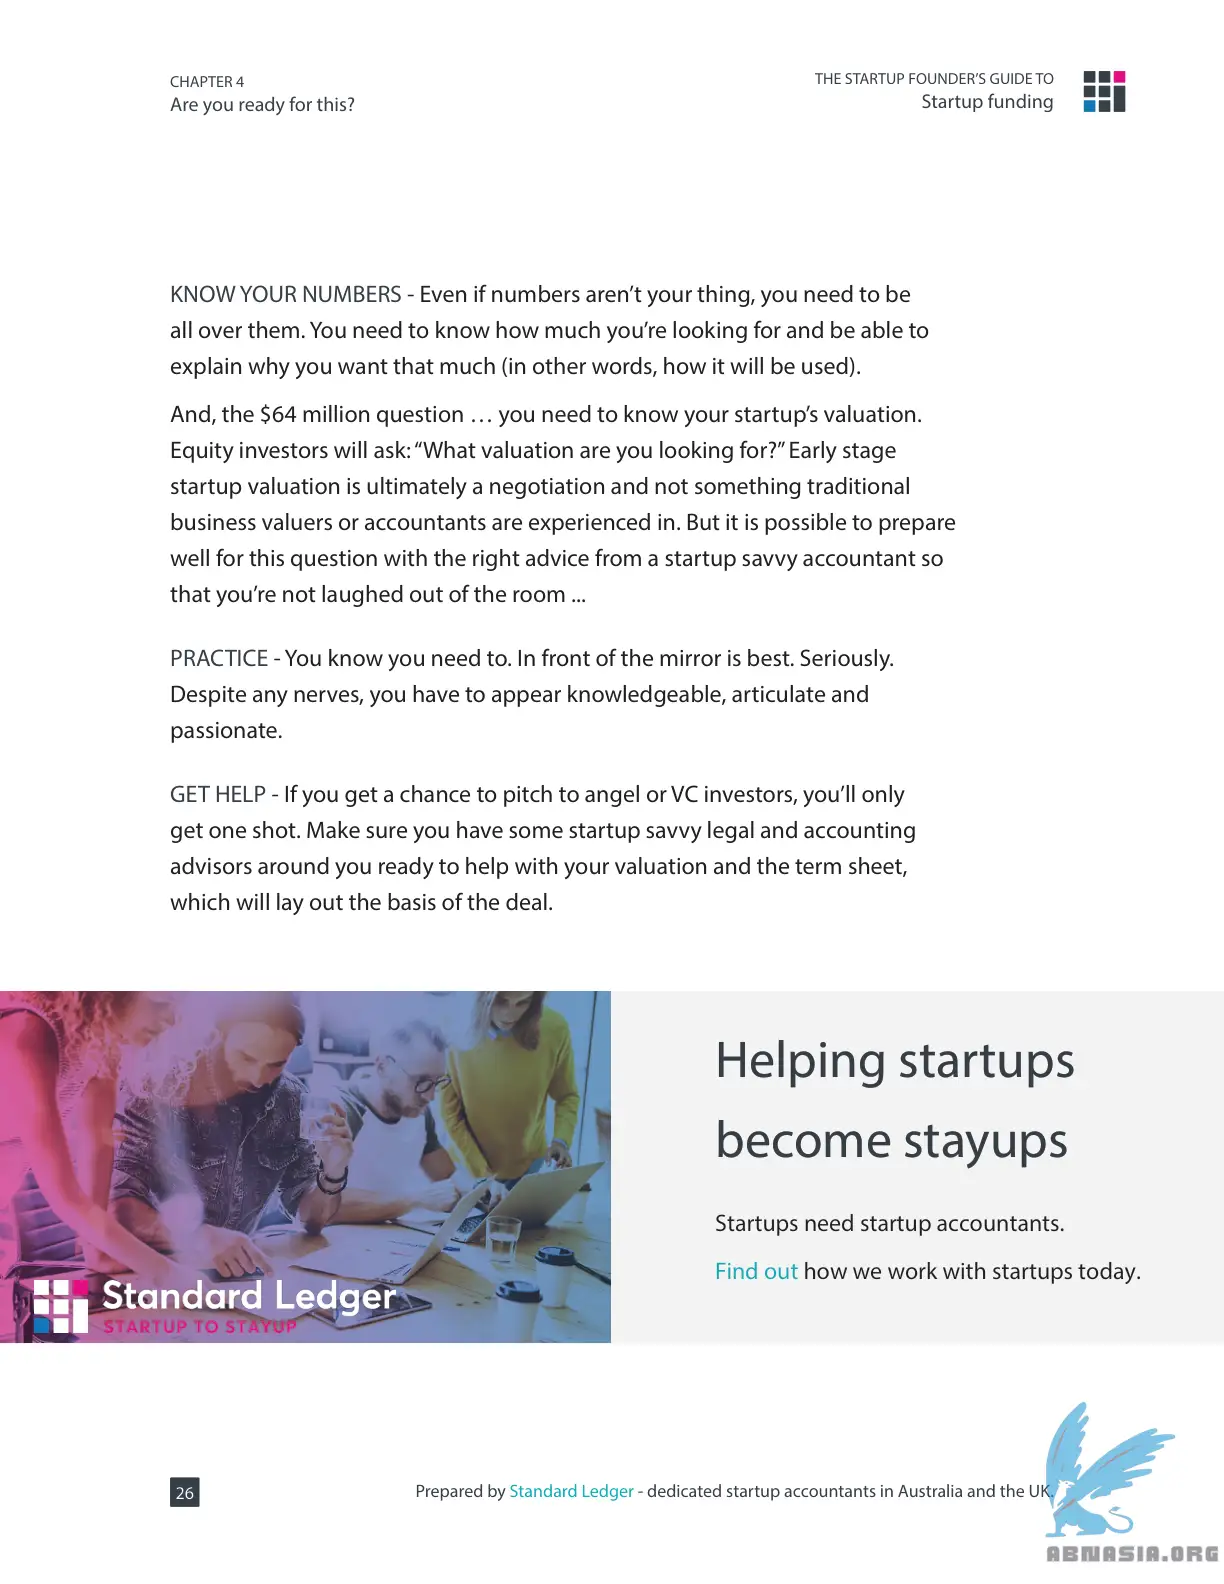 CHAPTER 4
Are you ready for this?
THE STARTUP FOUNDER’S GUIDE TO
Startup funding
KNOW YOUR NUMBERS - Even if numbers aren’t your thing, you need to be
all over them. You need to know how much you’re looking for and be able to
explain why you want that much (in other words, how it will be used).
And, the $64 million question … you need to know your startup’s valuation.
Equity investors will ask: “What valuation are you looking for?” Early stage
startup valuation is ultimately a negotiation and not something traditional
business valuers or accountants are experienced in. But it is possible to prepare
well for this question with the right advice from a startup savvy accountant so
that you’re not laughed out of the room ...
PRACTICE - You know you need to. In front of the mirror is best. Seriously.
Despite any nerves, you have to appear knowledgeable, articulate and
passionate.
GET HELP - If you get a chance to pitch to angel or VC investors, you’ll only
get one shot. Make sure you have some startup savvy legal and accounting
advisors around you ready to help with your valuation and the term sheet,
which will lay out the basis of the deal.
Standard Ledger
STARTUP TO STAYUP
Helping startups
become stayups
Startups need startup accountants.
Find out how we work with startups today.
26
Prepared by Standard Ledger - dedicated startup accountants in Australia and the UK.
ABNASIA.ORG